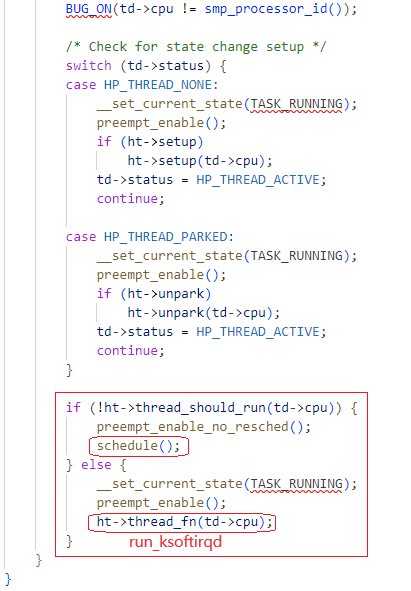 BUG_ON(td->cpu != smp_processor_id());
/* Check for state change setup */
switch (td->status) {
case HP_THREAD_NONE:
__set_current_state(TASK_RUNNING);
preempt_enable();
if (ht->setup)
ht->setup(td->cpu);
td->status = HP_THREAD_ACTIVE;
continue;
case HP_THREAD_PARKED:
__set_current_state(TASK_RUNNING);
preempt_enable();
if (ht->unpark)
ht->unpark(td->cpu);
td->status = HP_THREAD_ACTIVE;
continue;
}
if (!ht->thread_should_run(td->cpu)) {
preempt_enable_no_resched();
schedule();
} else {
__set_current_state(TASK_RUNNING);
preempt_enable();
ht->thread_fn(td->cpu);
} run_ksoftirqd
}
}